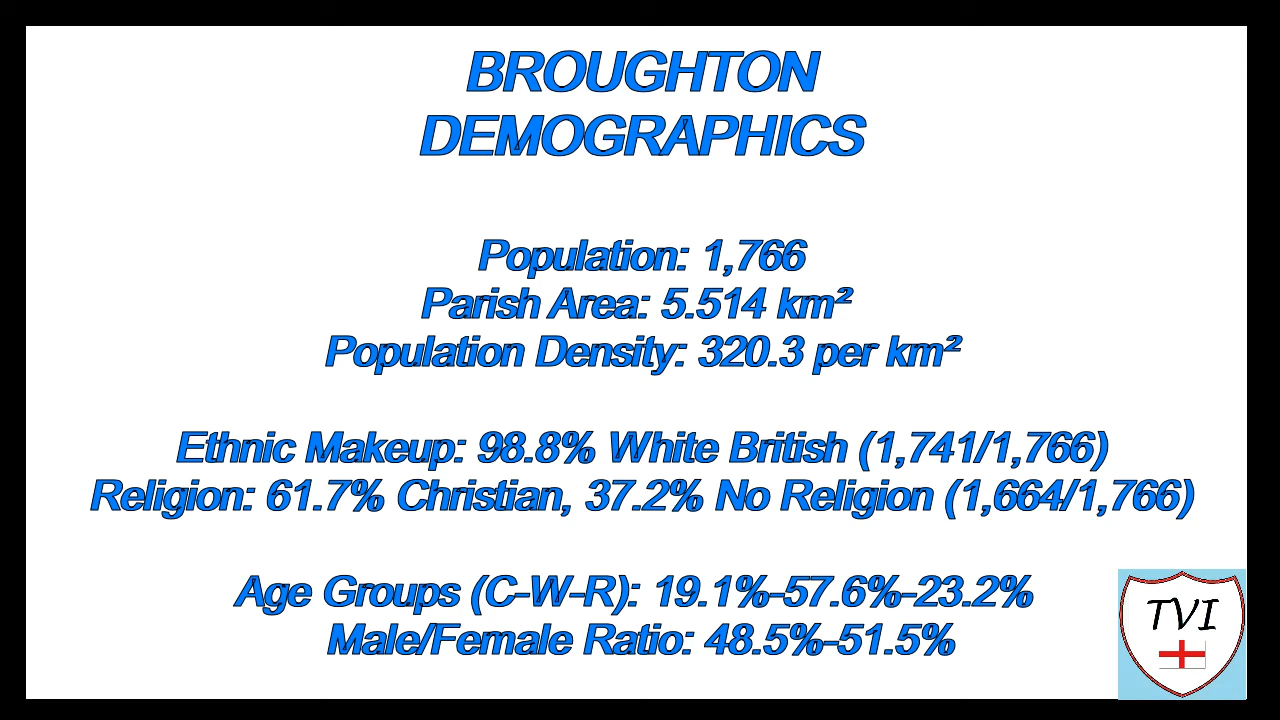 BROUGHTON
DEMOGRAPHICS
Population: 1,766
Parish Area: 5.514 km²
Population Density: 320.3 per km²
Ethnic Makeup: 98.8% White British (1,741/1,766)
Religion: 61.7% Christian, 37.2% No Religion (1,664/1,766)
Age Groups (C-W-R): 19.1%-57.6%-23.2%
Male/Female Ratio: 48.5%-51.5%
TVI